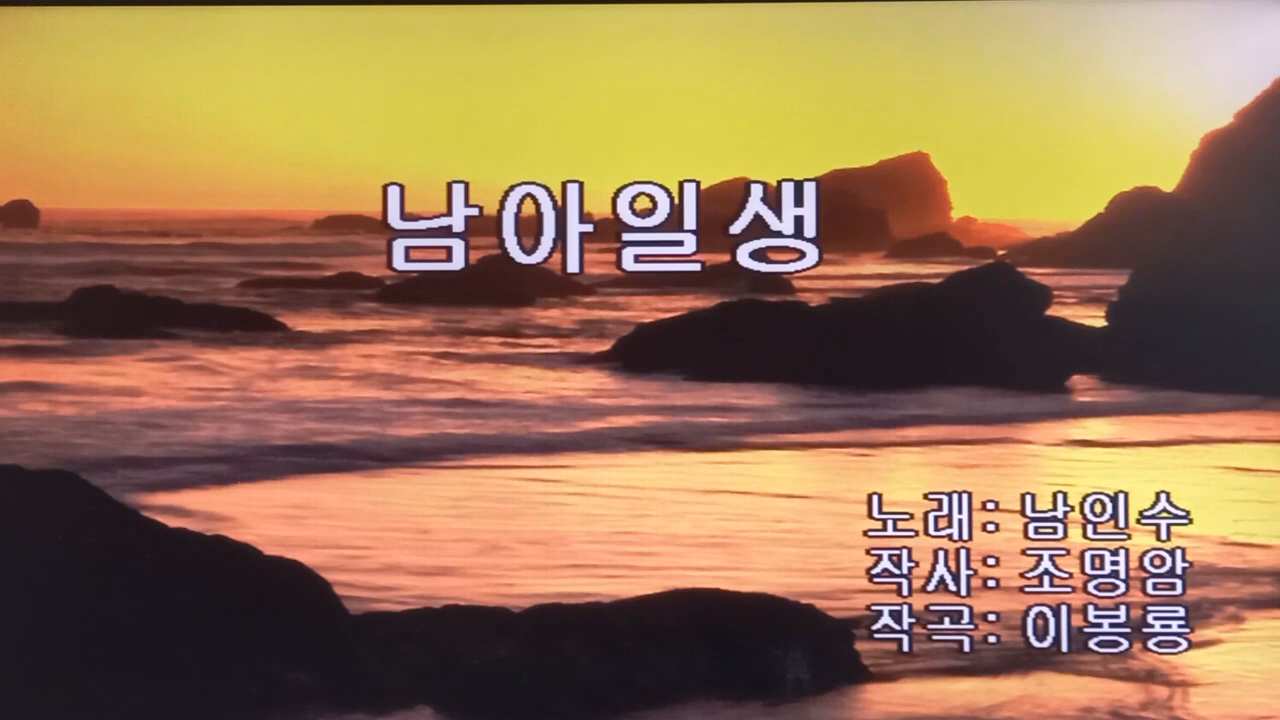 남아일생
노래: 남인수
작사: 조명암
작곡: 이봉룡